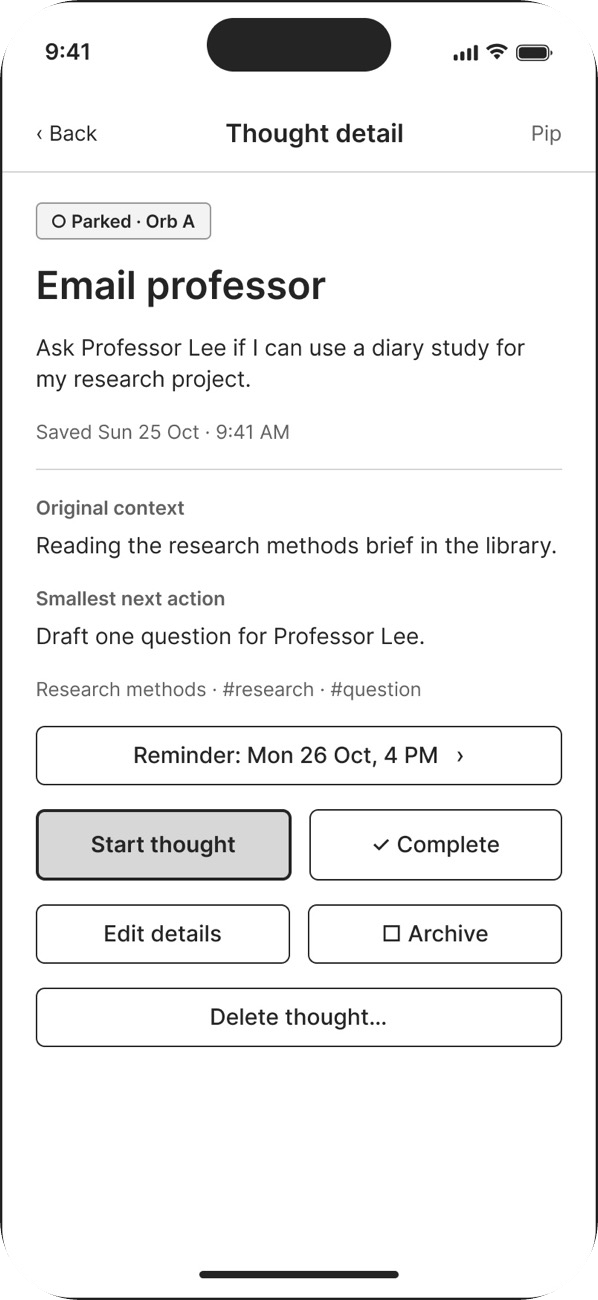 9:41
‹ Back
Thought detail
Pip
○ Parked · Orb A
Email professor
Ask Professor Lee if I can use a diary study for
my research project.
Saved Sun 25 Oct · 9:41 AM
Original context
Reading the research methods brief in the library.
Smallest next action
Draft one question for Professor Lee.
Research methods · #research · #question
Reminder: Mon 26 Oct, 4 PM ›
Start thought
✓ Complete
Edit details
□ Archive
Delete thought...